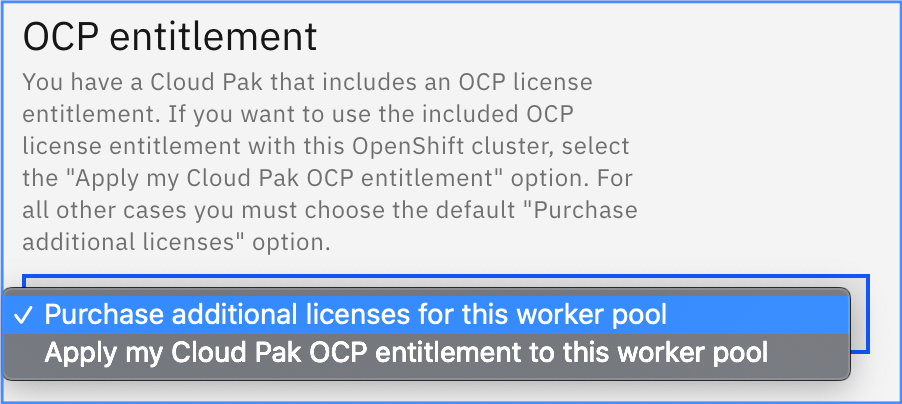 OCP entitlement
You have a Cloud Pak that includes an OCP license
entitlement. If you want to use the included OCP
license entitlement with this OpenShift cluster, select
the "Apply my Cloud Pak OCP entitlement" option. For
all other cases you must choose the default "Purchase
additional licenses" option.
✓ Purchase additional licenses for this worker pool
Apply my Cloud Pak OCP entitlement to this worker pool